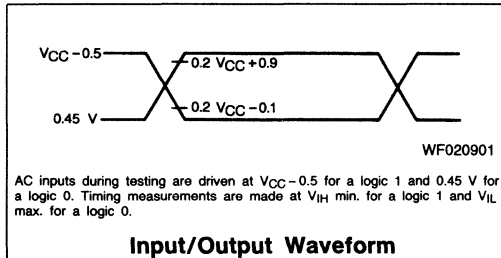 VCC – 0.5
0.2 VCC + 0.9
0.2 VCC – 0.1
0.45 V
WF020901
AC inputs during testing are driven at VCC – 0.5 for a logic 1 and 0.45 V for
a logic 0. Timing measurements are made at VIH min. for a logic 1 and VIL
max. for a logic 0.
Input/Output Waveform